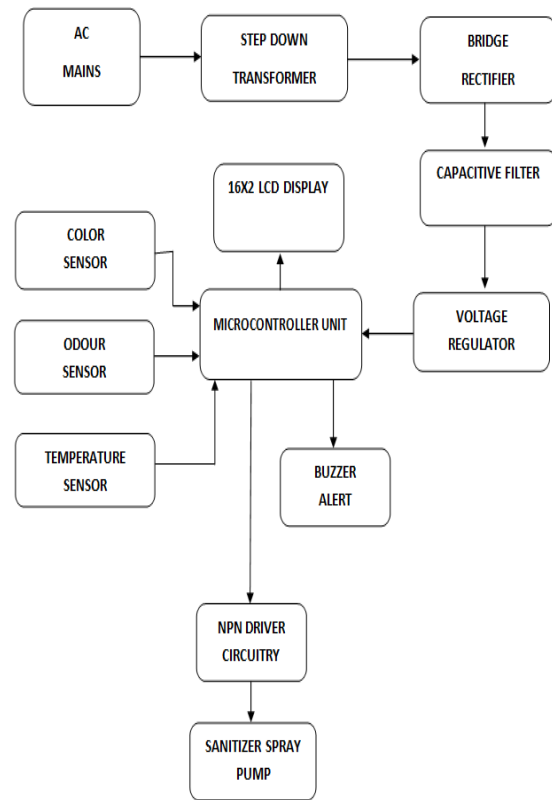 AC
MAINS
STEP DOWN
TRANSFORMER
BRIDGE
RECTIFIER
CAPACITIVE FILTER
16X2 LCD DISPLAY
COLOR
SENSOR
MICROCONTROLLER UNIT
VOLTAGE
REGULATOR
ODOUR
SENSOR
TEMPERATURE
SENSOR
BUZZER
ALERT
NPN DRIVER
CIRCUITRY
SANITIZER SPRAY
PUMP